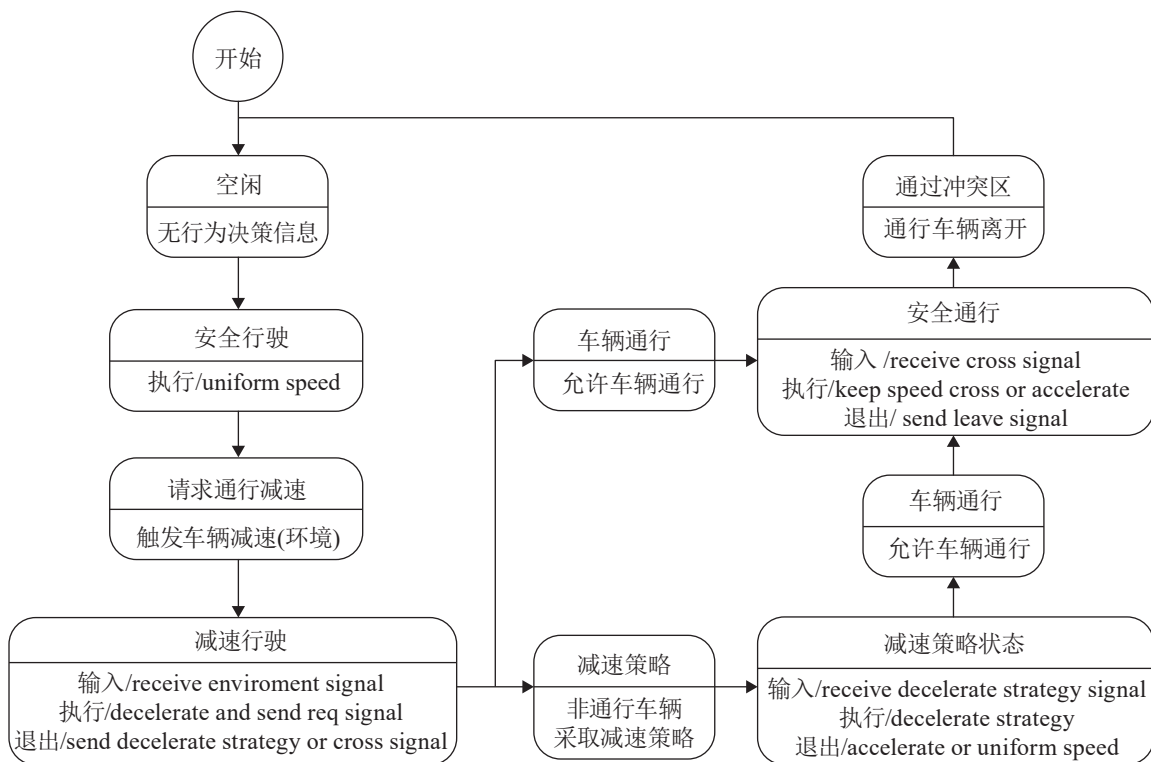 开始
空闲
无行为决策信息
安全行驶
执行/uniform speed
请求通行减速
触发车辆减速(环境)
减速行驶
输入/receive enviroment signal
执行/decelerate and send req signal
退出/send decelerate strategy or cross signal
车辆通行
允许车辆通行
减速策略
非通行车辆
采取减速策略
通过冲突区
通行车辆离开
安全通行
输入 /receive cross signal
执行/keep speed cross or accelerate
退出/ send leave signal
车辆通行
允许车辆通行
减速策略状态
输入/receive decelerate strategy signal
执行/decelerate strategy
退出/accelerate or uniform speed